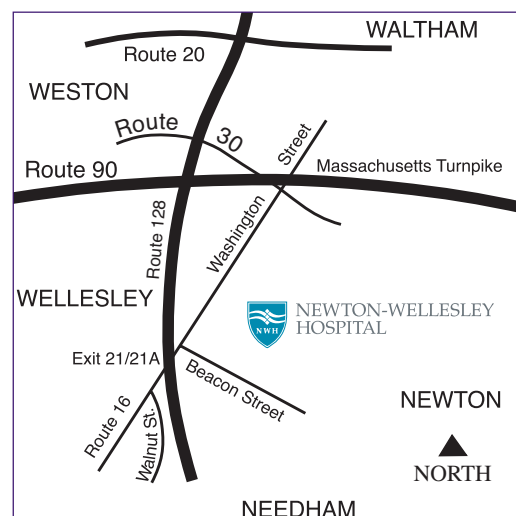 WALTHAM
Route 20
WESTON
Route 30
Street
Route 90
Massachusetts Turnpike
Washington
Route 128
WELLESLEY
NWH
NEWTON-WELLESLEY
HOSPITAL
Exit 21/21A
Beacon Street
Route 16
Walnut St.
NEWTON
NORTH
NEEDHAM